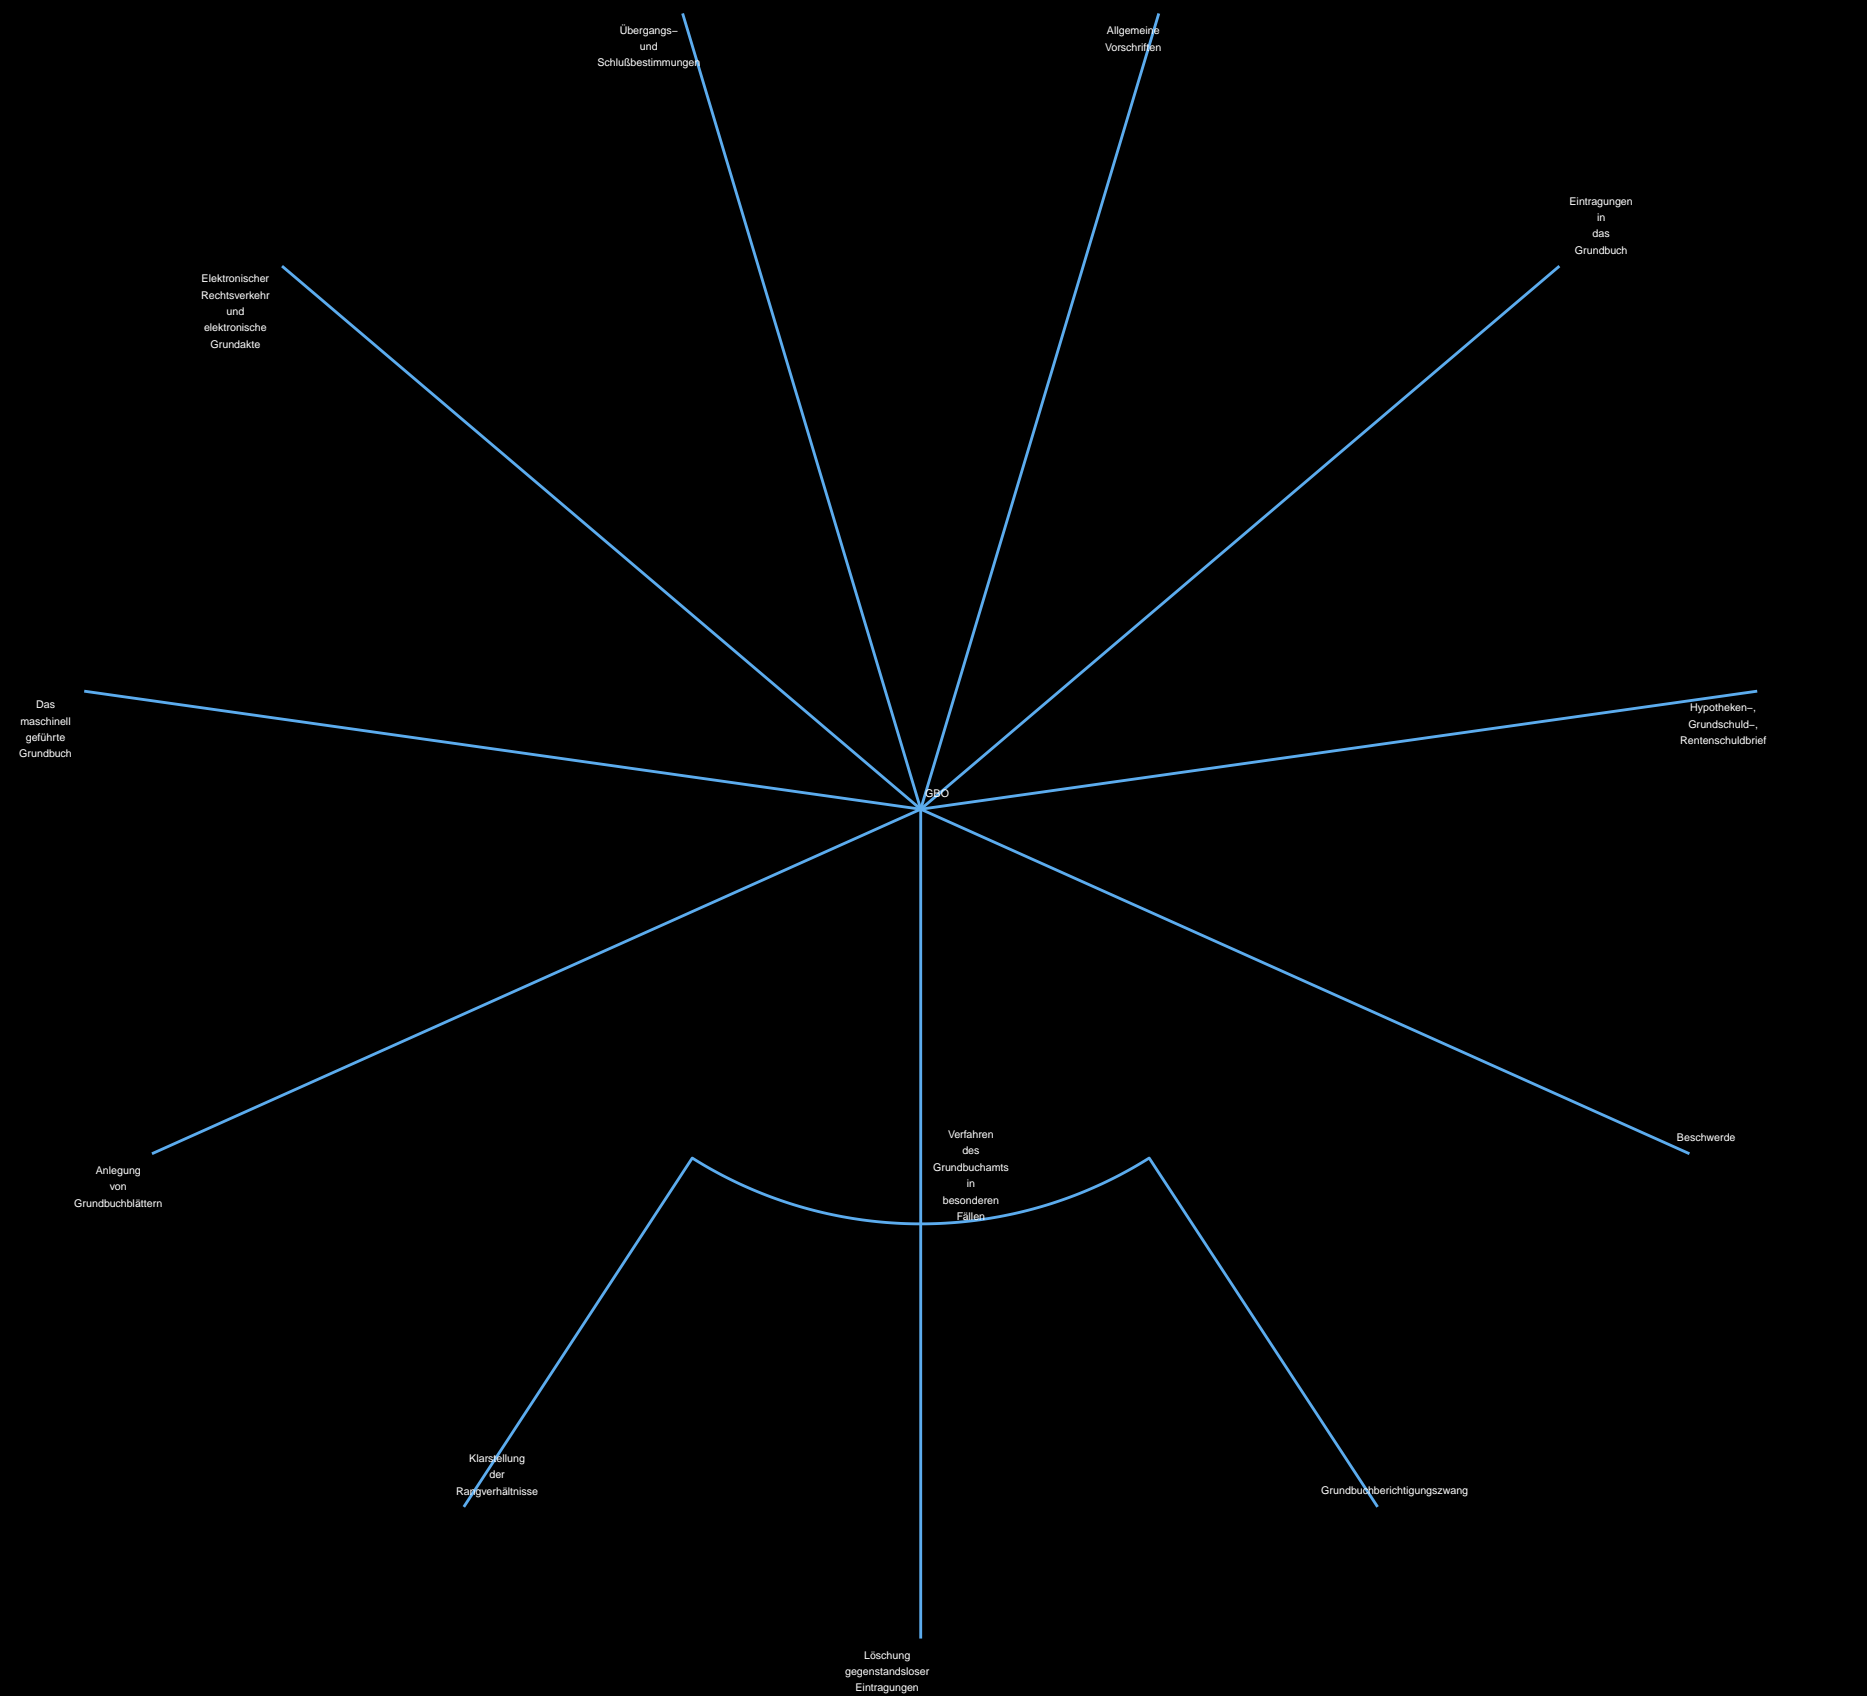 Übergangs–
und
Schlußbestimmungen
Allgemeine
Vorschriften
Eintragungen
in
das
Grundbuch
Elektronischer
Rechtsverkehr
und
elektronische
Grundakte
Das
maschinell
geführte
Grundbuch
Hypotheken–,
Grundschuld–,
Rentenschuldbrief
GBO
Verfahren
des
Grundbuchamts
in
besonderen
Fällen
Beschwerde
Anlegung
von
Grundbuchblättern
Klarstellung
der
Rangverhältnisse
Grundbuchberichtigungszwang
Löschung
gegenstandsloser
Eintragungen